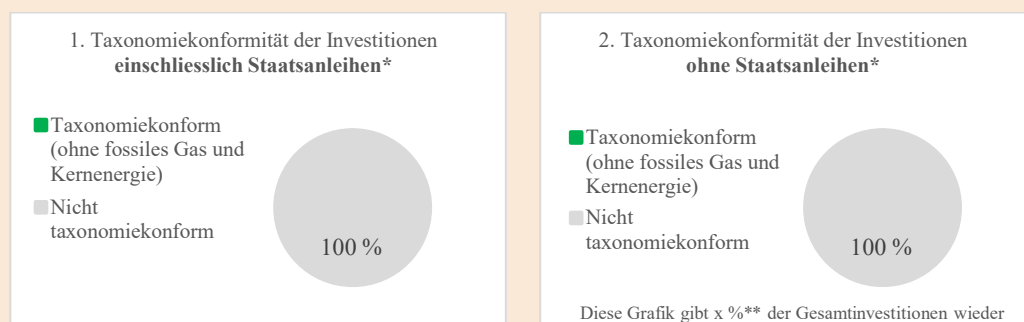 1. Taxonomiekonformität der Investitionen
einschliesslich Staatsanleihen*
Taxonomiekonform
(ohne fossiles Gas und
Kernenergie)
Nicht
taxonomiekonform
100 %
2. Taxonomiekonformität der Investitionen
ohne Staatsanleihen*
Taxonomiekonform
(ohne fossiles Gas und
Kernenergie)
Nicht
taxonomiekonform
100 %
Diese Grafik gibt x %** der Gesamtinvestitionen wieder